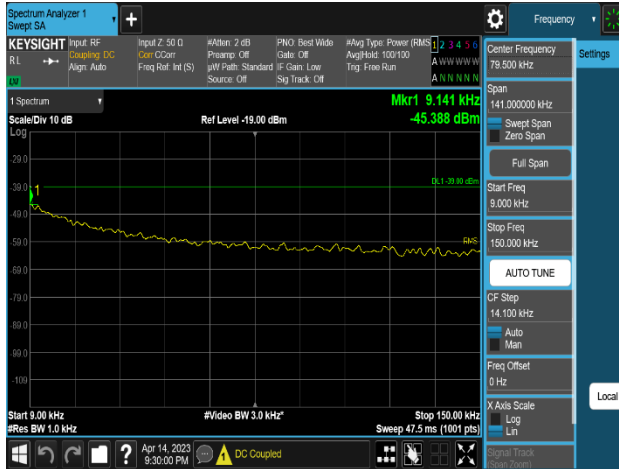 Spectrum Analyzer 1
Swept SA
+
Frequency
KEYSIGHT
Input: RF
Coupling: DC
Align: Auto
Input Z: 50 Ω
Corr CCorr
Freq Ref: Int (S)
#Atten: 2 dB
Preamp: Off
µW Path: Standard
Source: Off
PNO: Best Wide
Gate: Off
IF Gain: Low
Sig Track: Off
#Avg Type: Power (RMS
Avg|Hold: 100/100
Trig: Free Run
1 2 3 4 5 6
A W W W W W
A N N N N N
R L
Center Frequency
79.500 kHz
Settings
Span
141.000000 kHz
Swept Span
Zero Span
Full Span
Start Freq
9.000 kHz
Stop Freq
150.000 kHz
AUTO TUNE
CF Step
14.100 kHz
Auto
Man
Freq Offset
0 Hz
X Axis Scale
Log
Lin
Signal Track
(Span Zoom)
Local
1 Spectrum
Scale/Div 10 dB
Log
Ref Level -19.00 dBm
Mkr1 9.141 kHz
-45.388 dBm
-29.0
-39.0
-49.0
-59.0
-69.0
-79.0
-89.0
-99.0
-109
1
DL1 -39.00 dBm
RMS
Start 9.00 kHz
#Res BW 1.0 kHz
#Video BW 3.0 kHz*
Stop 150.00 kHz
Sweep 47.5 ms (1001 pts)
?
Apr 14, 2023
9:30:00 PM
DC Coupled